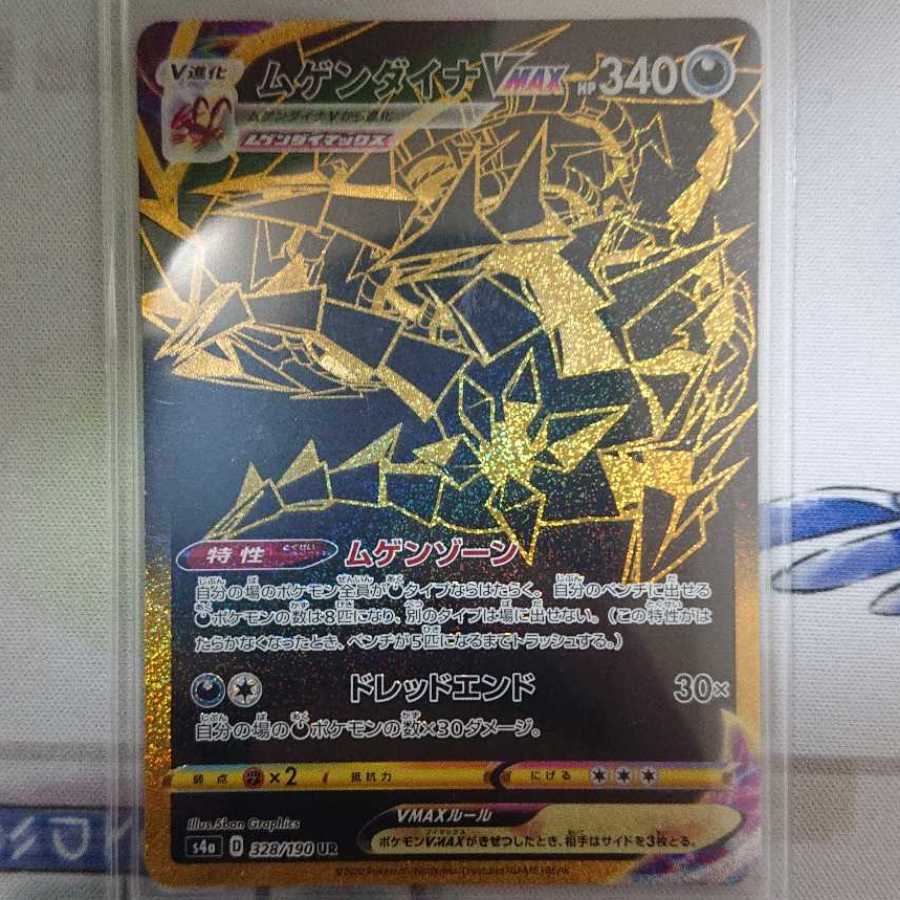 V進化
ムゲンダイナVMAX HP340
ムゲンダイナVから進化
ムゲンダイマックス
特性 とくせい ムゲンゾーン
自分の場のポケモン全員がタイプならはたらく。自分のベンチに出せる
ポケモンの数は8匹になり、別のタイプは場に出せない。（この特性がは
たらかなくなったとき、ベンチが5匹になるまでトラッシュする。）
ドレッドエンド 30×
自分の場のポケモンの数×30ダメージ。
弱点 ×2 抵抗力 にげる
Illus.5ban Graphics
VMAXルール
s4a D 328/190 UR
ポケモンVMAXがきぜつしたとき、相手はサイドを3枚とる。